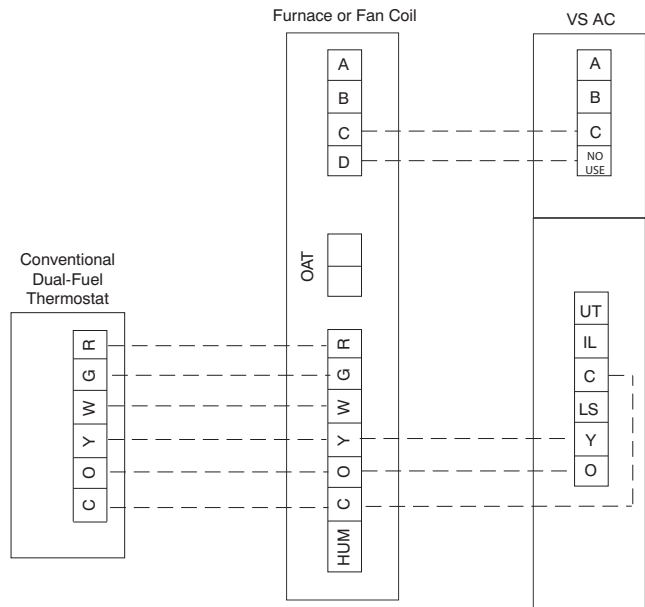 Furnace or Fan Coil
VS AC
A
B
C
D
A
B
C
NO
USE
OAT
Conventional
Dual-Fuel
Thermostat
R
G
W
Y
O
C
R
G
W
Y
O
C
HUM
UT
IL
C
LS
Y
O